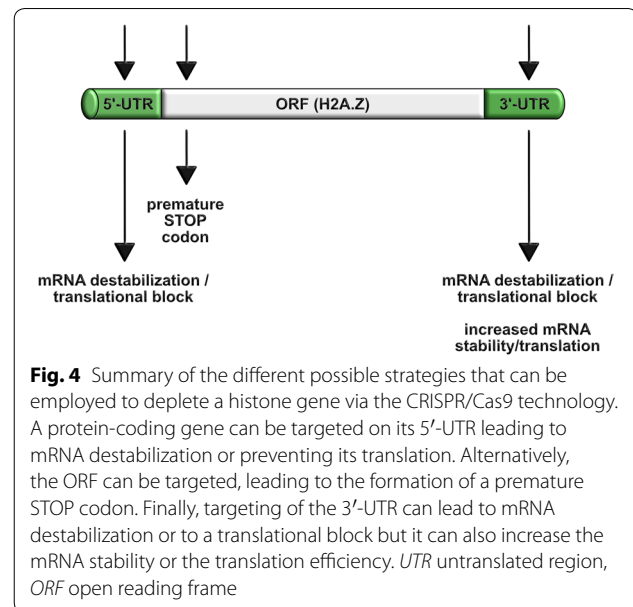 5'-UTR ORF (H2A.Z) 3'-UTR
premature
STOP
codon
mRNA destabilization /
translational block
mRNA destabilization /
translational block
increased mRNA
stability/translation
Fig. 4 Summary of the different possible strategies that can be
employed to deplete a histone gene via the CRISPR/Cas9 technology.
A protein-coding gene can be targeted on its 5′-UTR leading to
mRNA destabilization or preventing its translation. Alternatively,
the ORF can be targeted, leading to the formation of a premature
STOP codon. Finally, targeting of the 3′-UTR can lead to mRNA
destabilization or to a translational block but it can also increase the
mRNA stability or the translation efficiency. UTR untranslated region,
ORF open reading frame